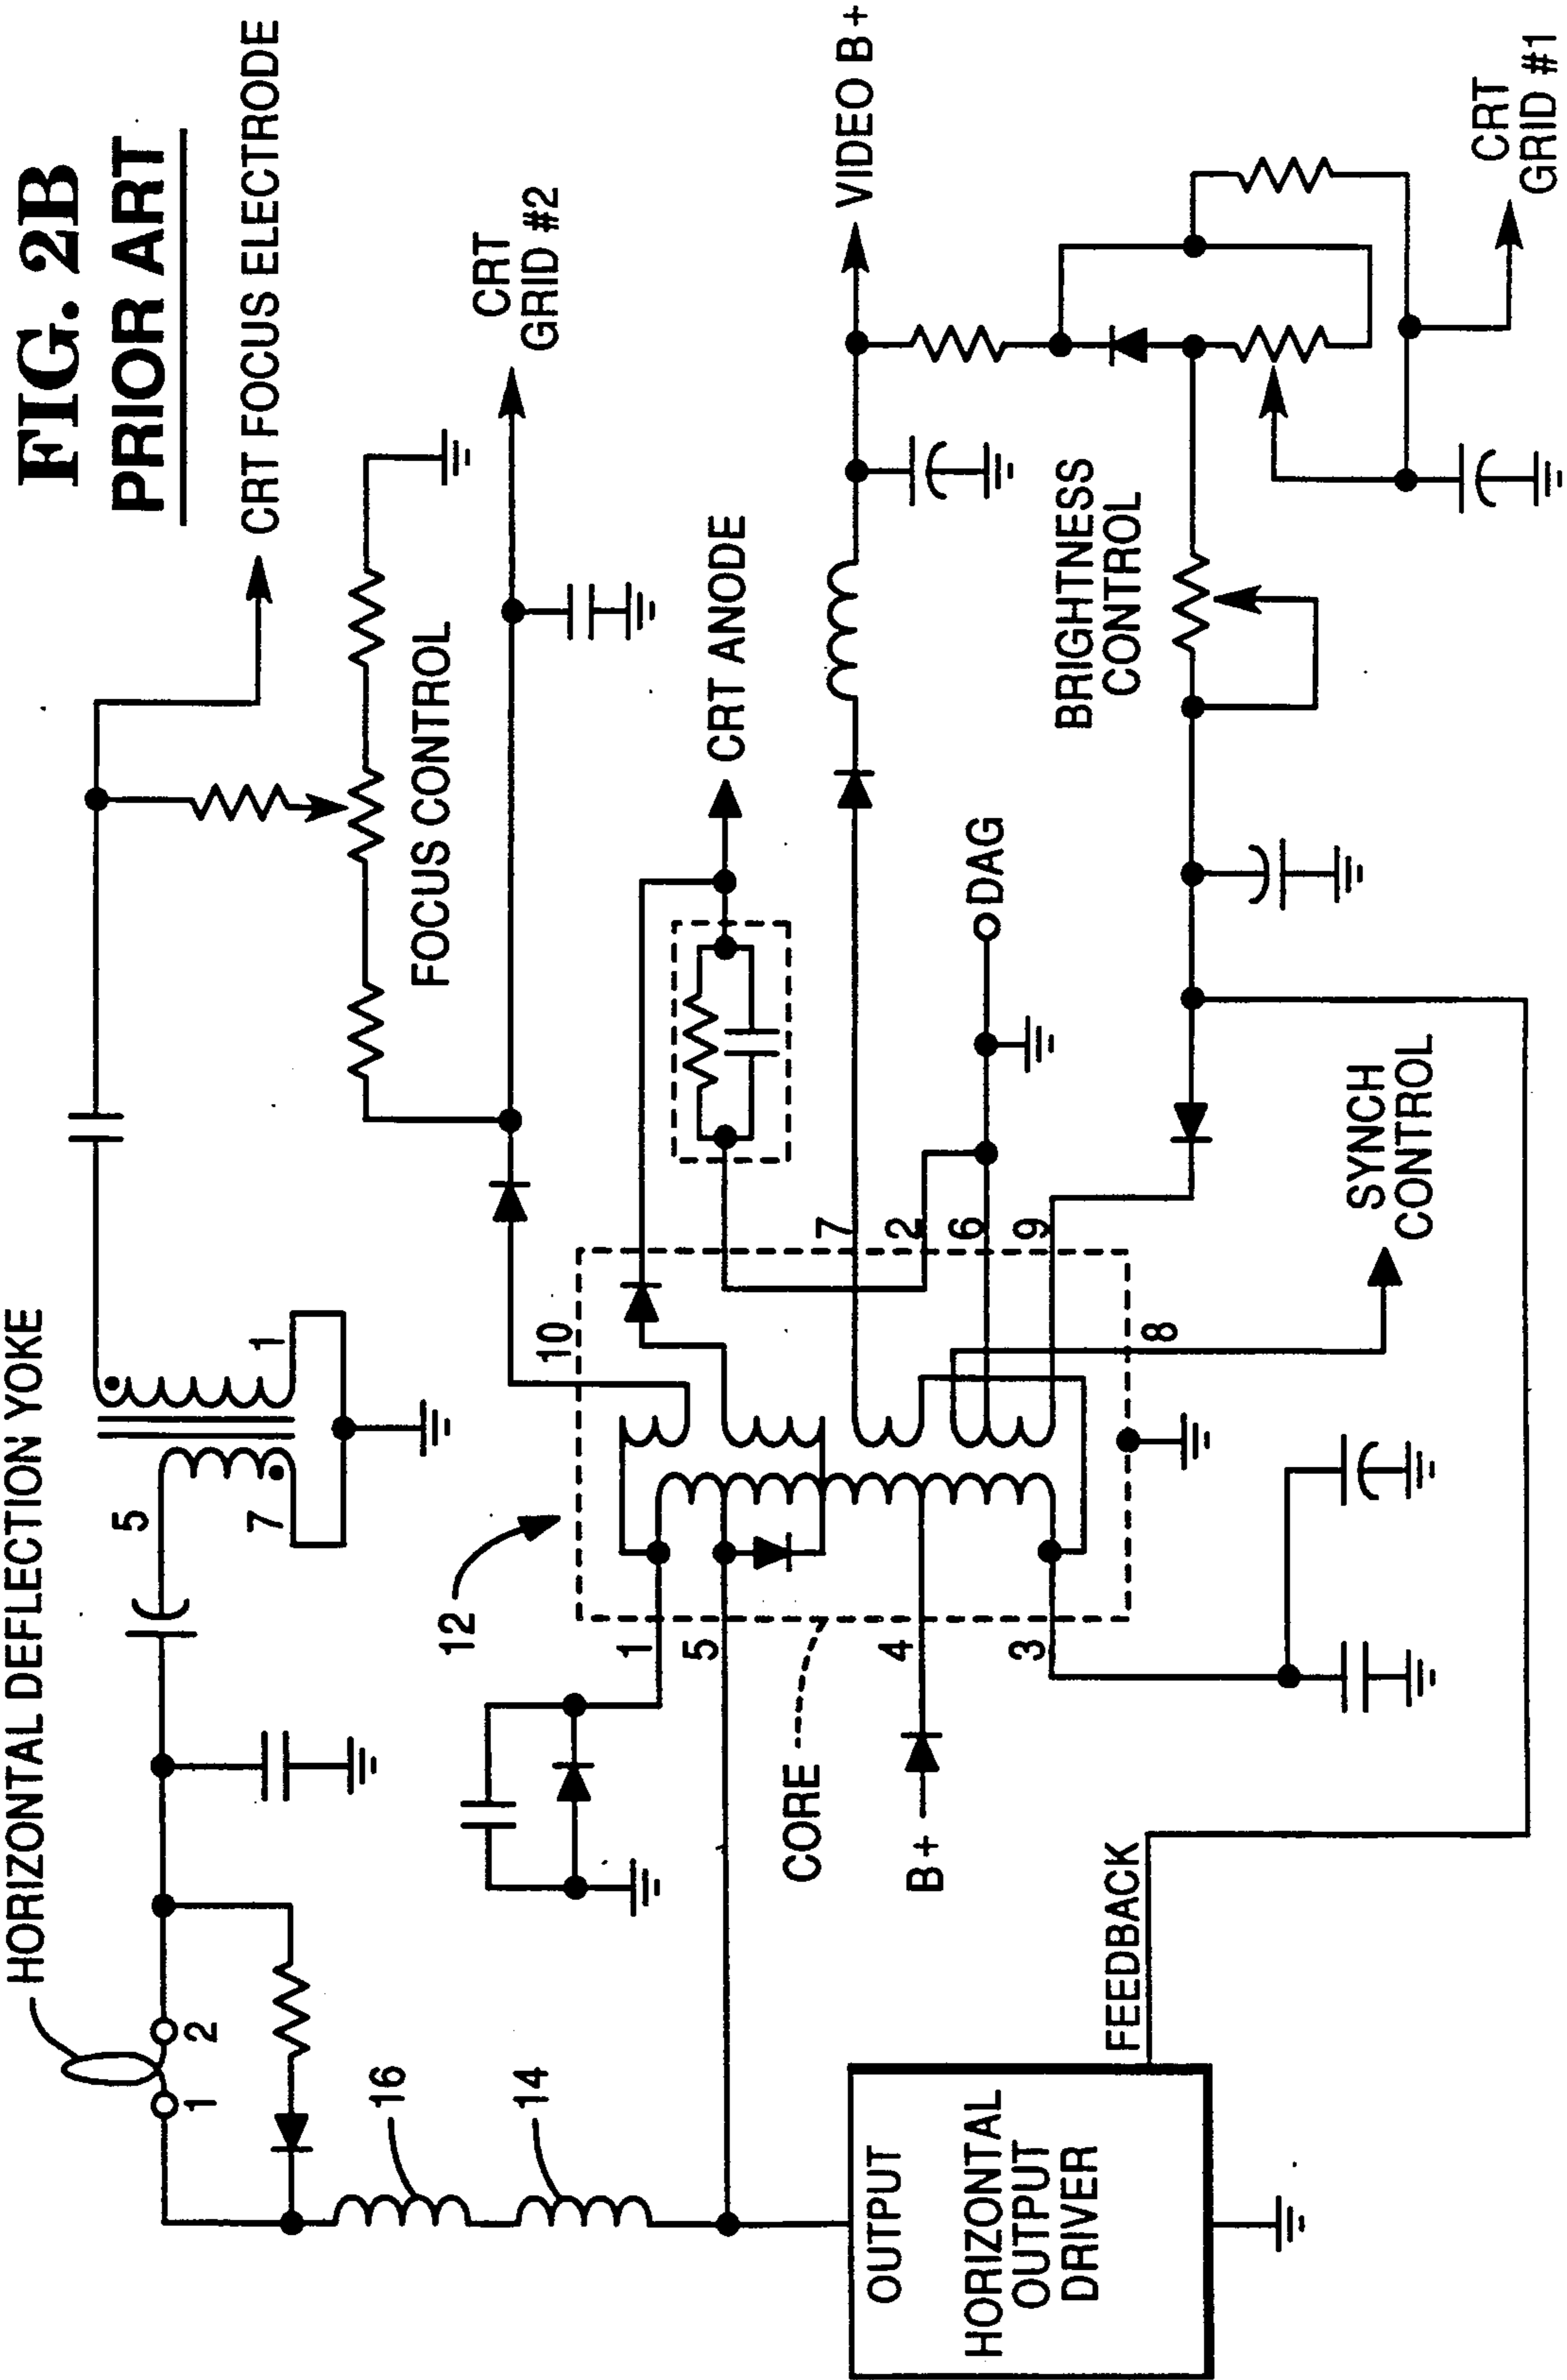 FIG. 2B
PRIOR ART
HORIZONTAL DEFLECTION YOKE
CRT FOCUS ELECTRODE
1
2
5
7
1
16
14
FOCUS CONTROL
CRT
GRID #2
12
10
CRT ANODE
1
5
4
3
CORE
B+
7
2
6
9
8
VIDEO B+
DAG
BRIGHTNESS
CONTROL
SYNCH
CONTROL
CRT
GRID #1
FEEDBACK
OUTPUT
HORIZONTAL
OUTPUT
DRIVER